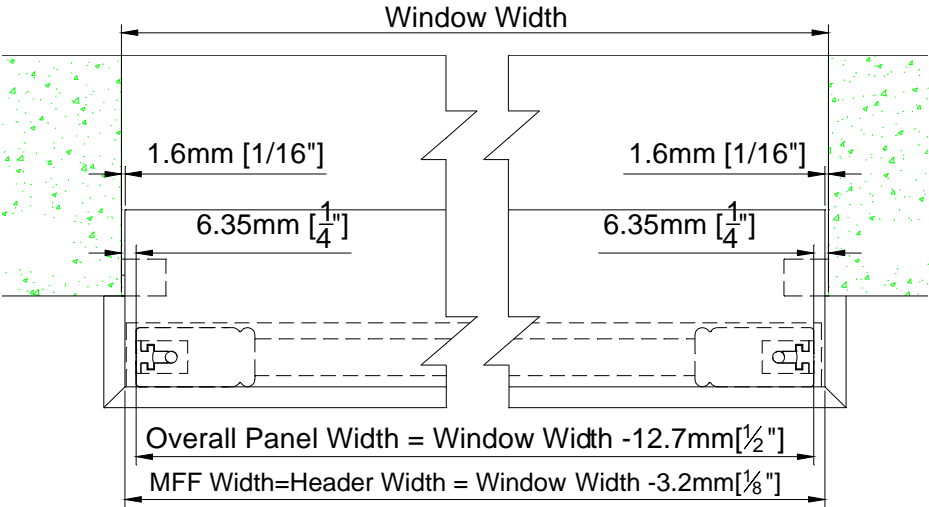 Window Width
1.6mm [1/16"] 1.6mm [1/16"]
6.35mm [1/4"] 6.35mm [1/4"]
Overall Panel Width = Window Width -12.7mm[½"]
MFF Width=Header Width = Window Width -3.2mm[⅛"]